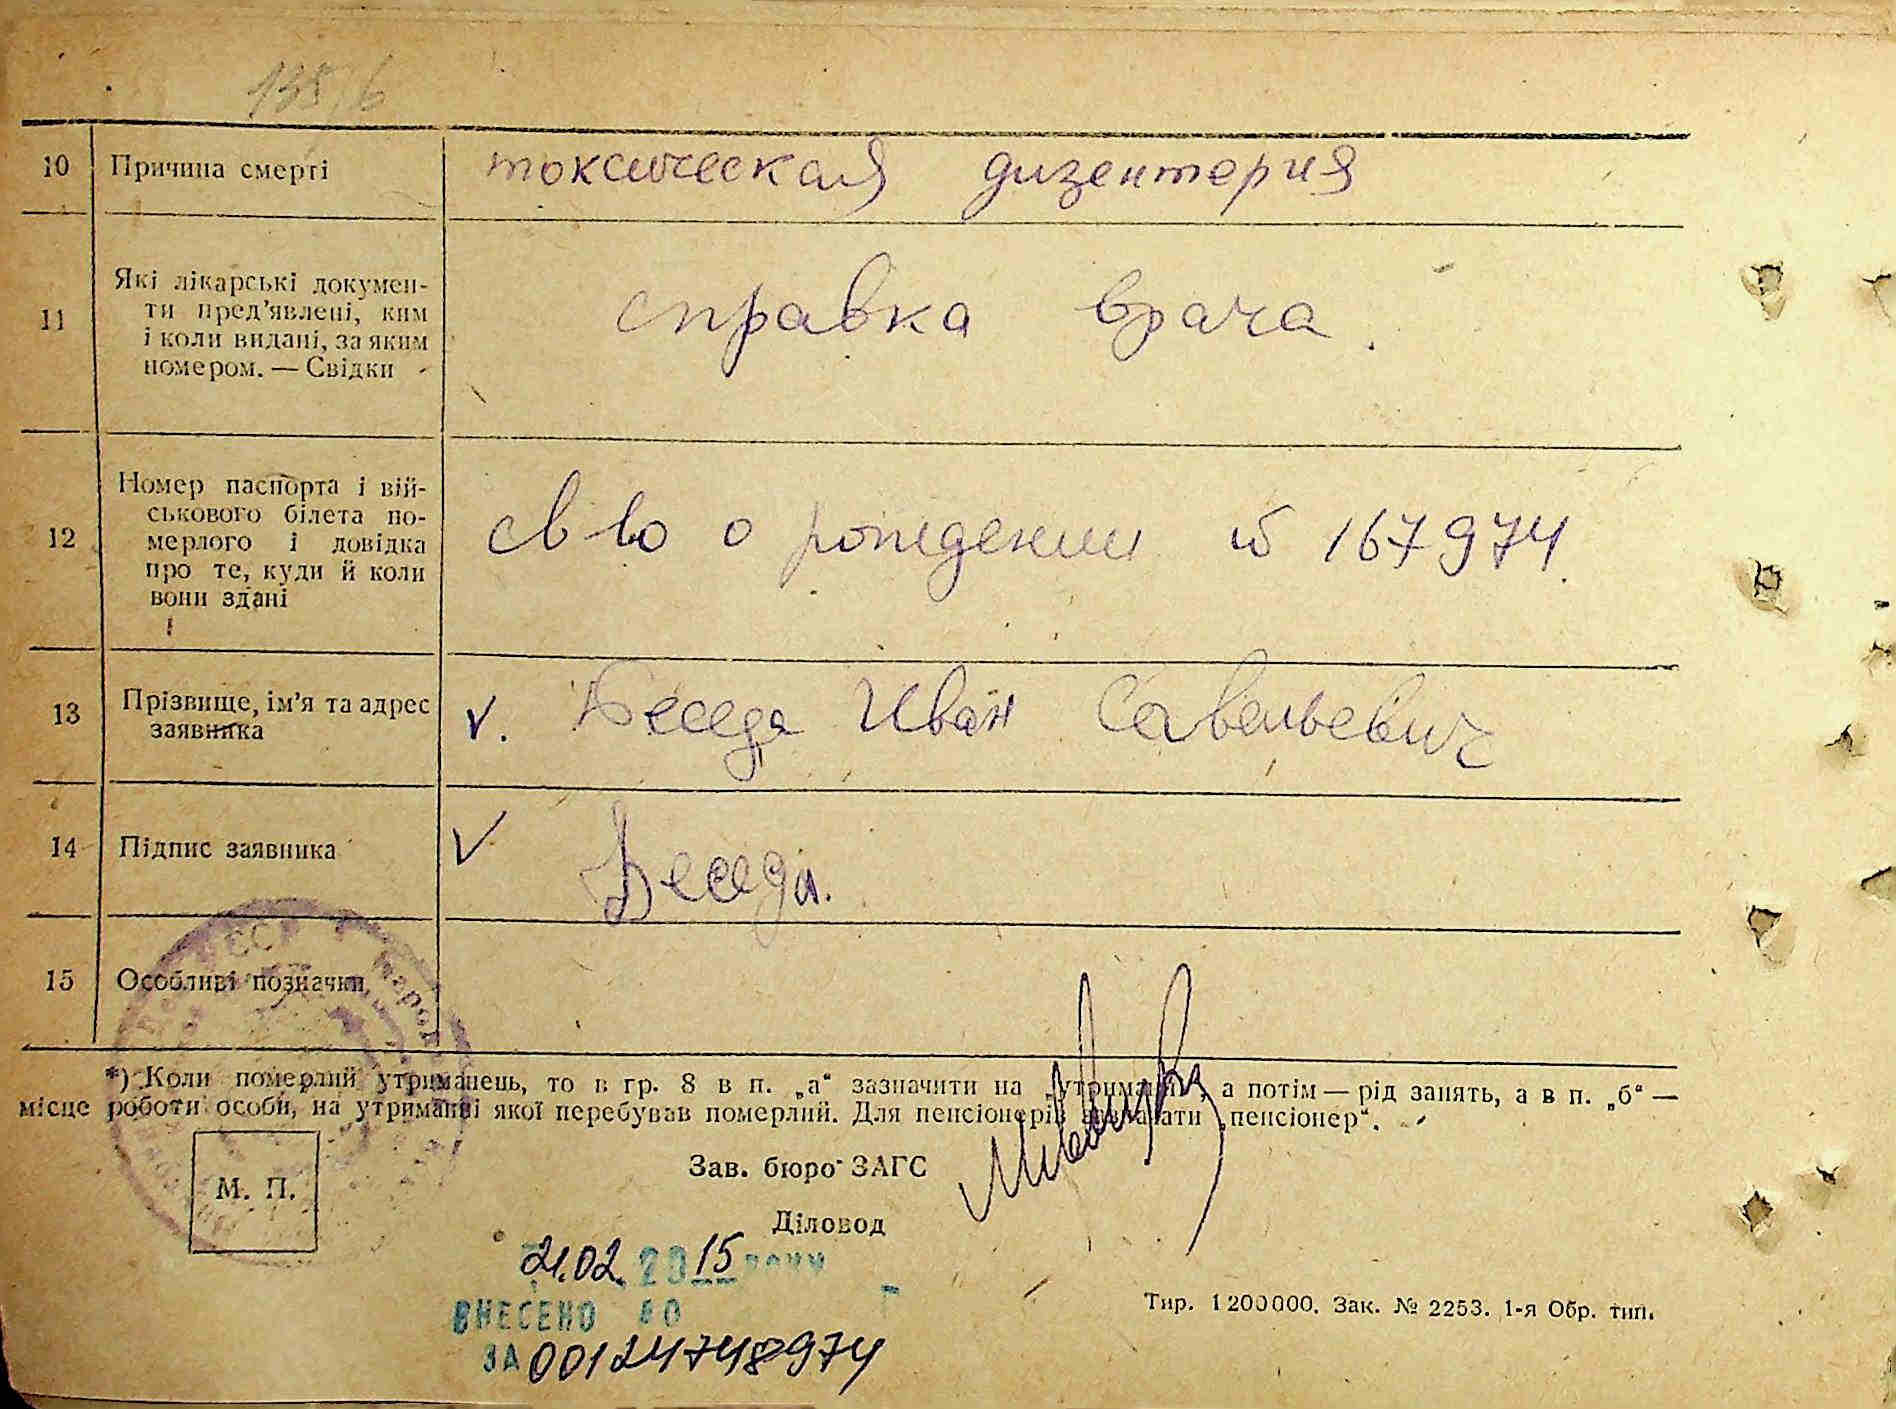 10 Причина смерті токсическая дизентерия
11 Які лікарські докумен-
ти пред'явлені, ким
і коли видані, за яким
номером. — Свідки
справка врача.
12 Номер паспорта і вій-
ськового білета по-
мерлого і довідка
про те, куди й коли
вони здані
св во о рождении № 167974.
13 Прізвище, ім'я та адрес
заявника
V. Беседа Иван Савельевич
14 Підпис заявника V Беседа.
15 Особливі позначки
*) Коли померлий утриманець, то в гр. 8 в п. „а“ зазначити на „утриманні“, а потім — рід занять, а в п. „б“ —
місце роботи особи, на утриманні якої перебував померлий. Для пенсіонерів зазначати „пенсіонер“.
М. П.
Зав. бюро ЗАГС
Діловод
21.02. 2015 року
ВНЕСЕНО ДО
ЗА 00124748974
Тир. 1200000. Зак. № 2253. 1-я Обр. тип.